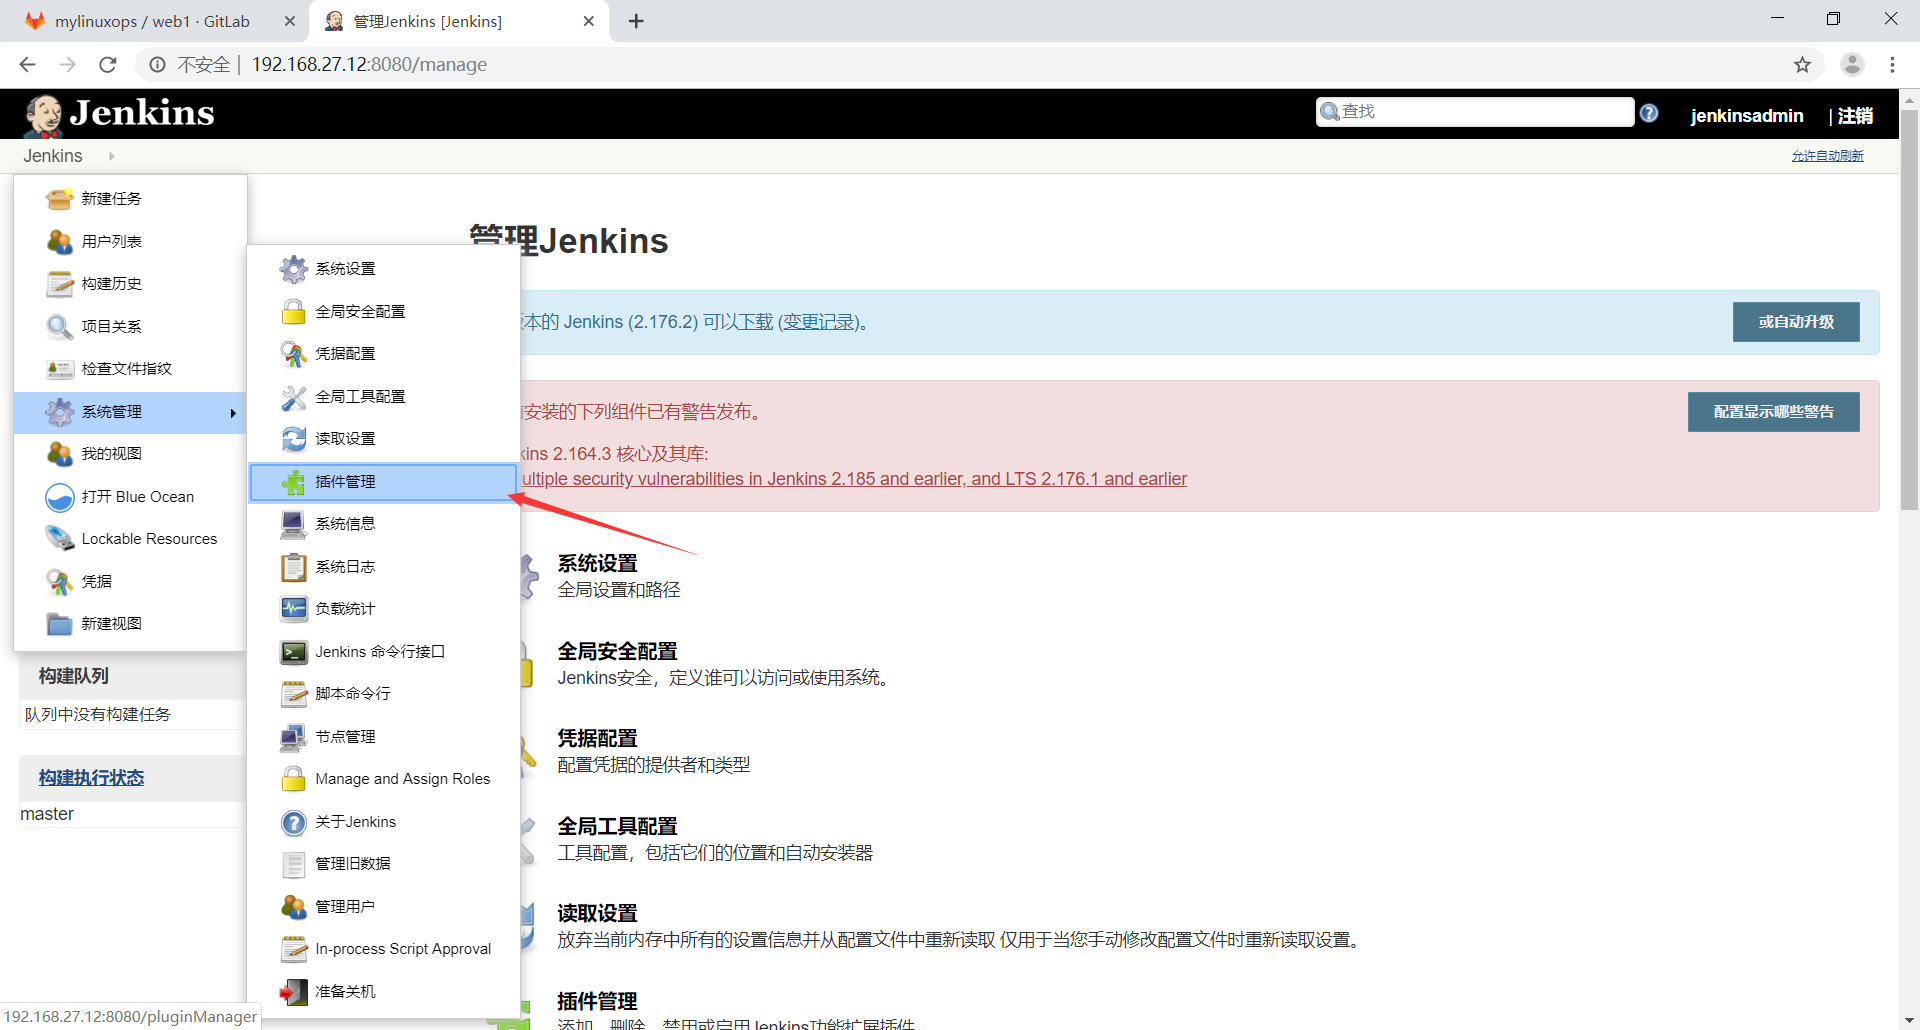 mylinuxops / web1 · GitLab
管理Jenkins [Jenkins]
不安全 | 192.168.27.12:8080/manage
Jenkins
查找
jenkinsadmin
| 注销
Jenkins
允许自动刷新
新建任务
用户列表
构建历史
项目关系
检查文件指纹
系统管理
我的视图
打开 Blue Ocean
Lockable Resources
凭据
新建视图
构建队列
队列中没有构建任务
构建执行状态
master
系统设置
全局安全配置
凭据配置
全局工具配置
读取设置
插件管理
系统信息
系统日志
负载统计
Jenkins 命令行接口
脚本命令行
节点管理
Manage and Assign Roles
关于Jenkins
管理旧数据
管理用户
In-process Script Approval
准备关机
管理Jenkins
本的 Jenkins (2.176.2) 可以下载 (变更记录)。
或自动升级
安装的下列组件已有警告发布。
配置显示哪些警告
kins 2.164.3 核心及其库:
ultiple security vulnerabilities in Jenkins 2.185 and earlier, and LTS 2.176.1 and earlier
系统设置
全局设置和路径
全局安全配置
Jenkins安全，定义谁可以访问或使用系统。
凭据配置
配置凭据的提供者和类型
全局工具配置
工具配置，包括它们的位置和自动安装器
读取设置
放弃当前内存中所有的设置信息并从配置文件中重新读取 仅用于当您手动修改配置文件时重新读取设置。
插件管理
添加、删除、禁用或启用Jenkins功能扩展插件
192.168.27.12:8080/pluginManager